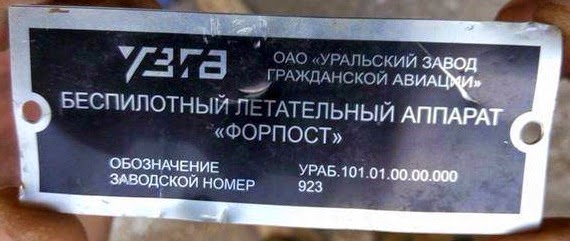 УЗГА
ОАО «УРАЛЬСКИЙ ЗАВОД
ГРАЖДАНСКОЙ АВИАЦИИ»
БЕСПИЛОТНЫЙ ЛЕТАТЕЛЬНЫЙ АППАРАТ
«ФОРПОСТ»
ОБОЗНАЧЕНИЕ УРАБ.101.01.00.00.000
ЗАВОДСКОЙ НОМЕР 923